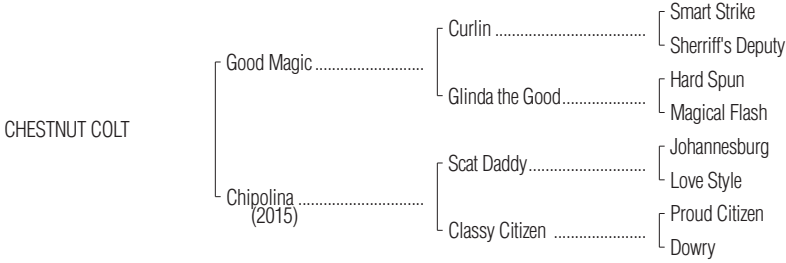 CHESTNUT COLT
Good Magic ..........................
Chipolina ..............................
(2015)
Curlin ....................................
Glinda the Good....................
Scat Daddy............................
Classy Citizen ......................
Smart Strike
Sherriff's Deputy
Hard Spun
Magical Flash
Johannesburg
Love Style
Proud Citizen
Dowry